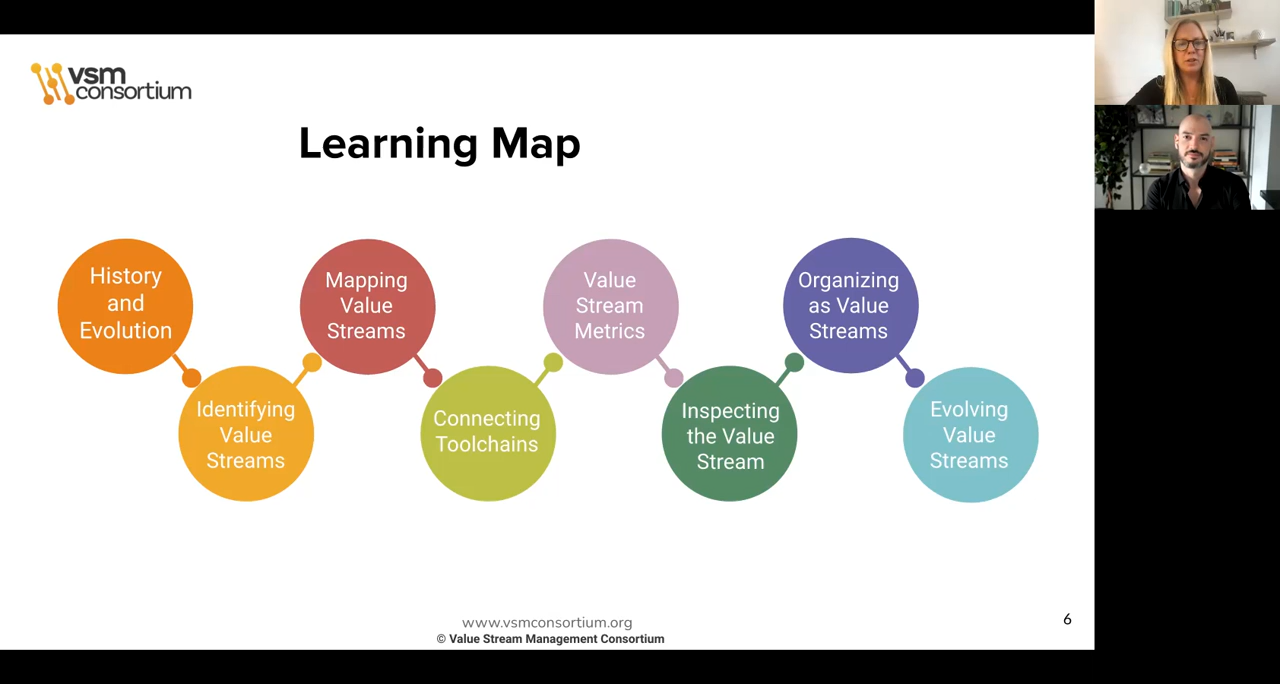 vsm
consortium
Learning Map
History
and
Evolution
Identifying
Value
Streams
Mapping
Value
Streams
Connecting
Toolchains
Value
Stream
Metrics
Inspecting
the Value
Stream
Organizing
as Value
Streams
Evolving
Value
Streams
www.vsmconsortium.org
© Value Stream Management Consortium
6